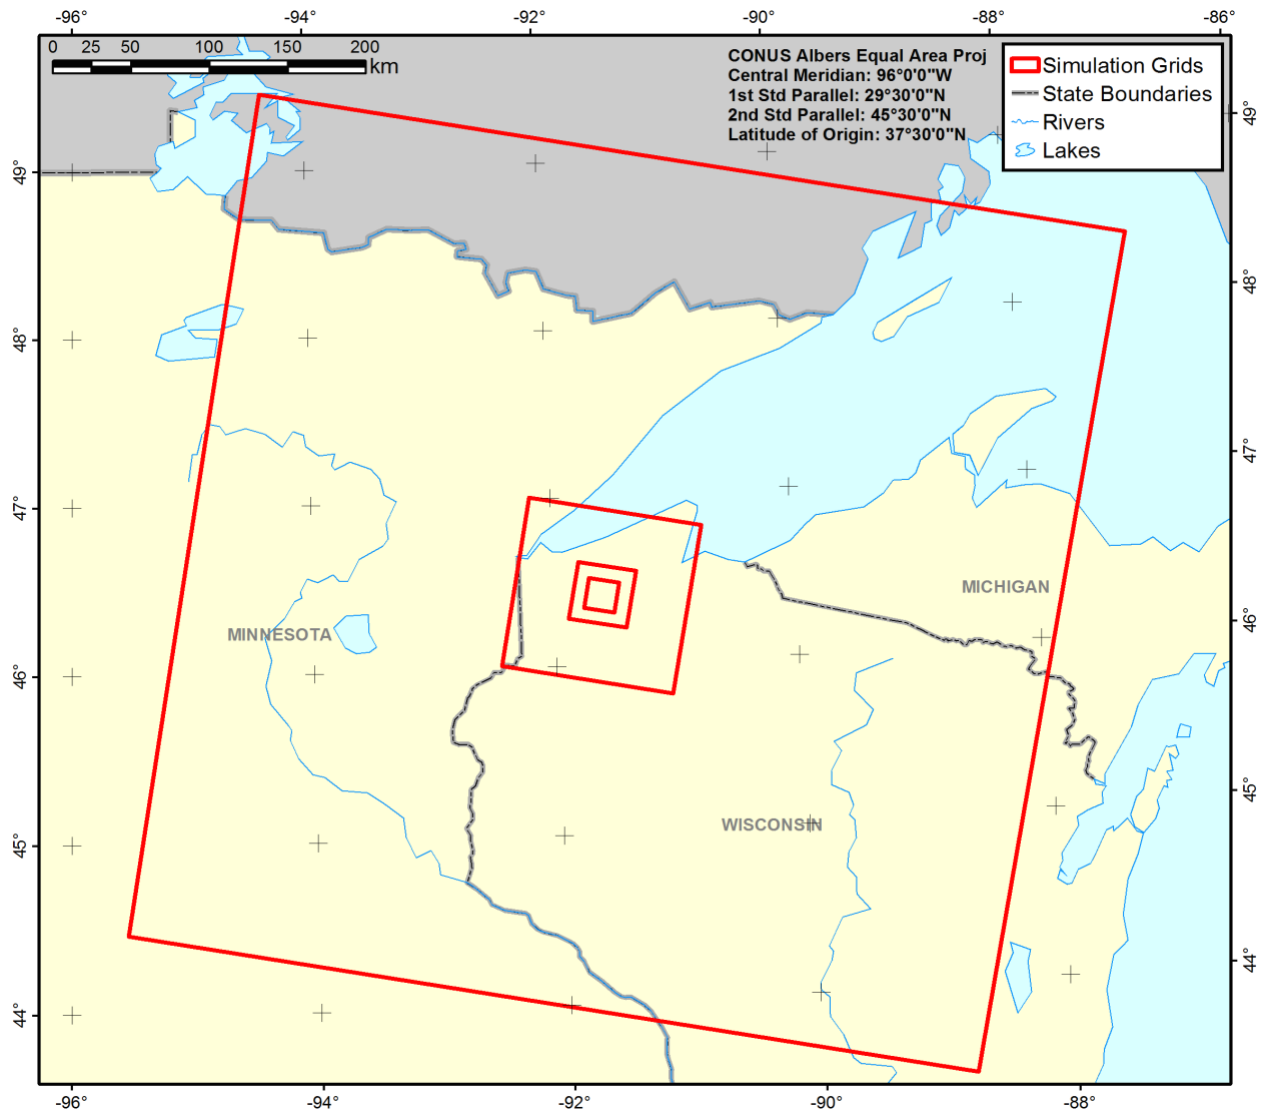 -96° -94° -92° -90° -88° -86°
0 25 50 100 150 200
km
CONUS Albers Equal Area Proj
Central Meridian: 96°0'0"W
1st Std Parallel: 29°30'0"N
2nd Std Parallel: 45°30'0"N
Latitude of Origin: 37°30'0"N
Simulation Grids
State Boundaries
Rivers
Lakes
49° 49°
48° 48°
47° 47°
MICHIGAN
46° 46°
MINNESOTA
45° 45°
WISCONSIN
44° 44°
-96° -94° -92° -90° -88°